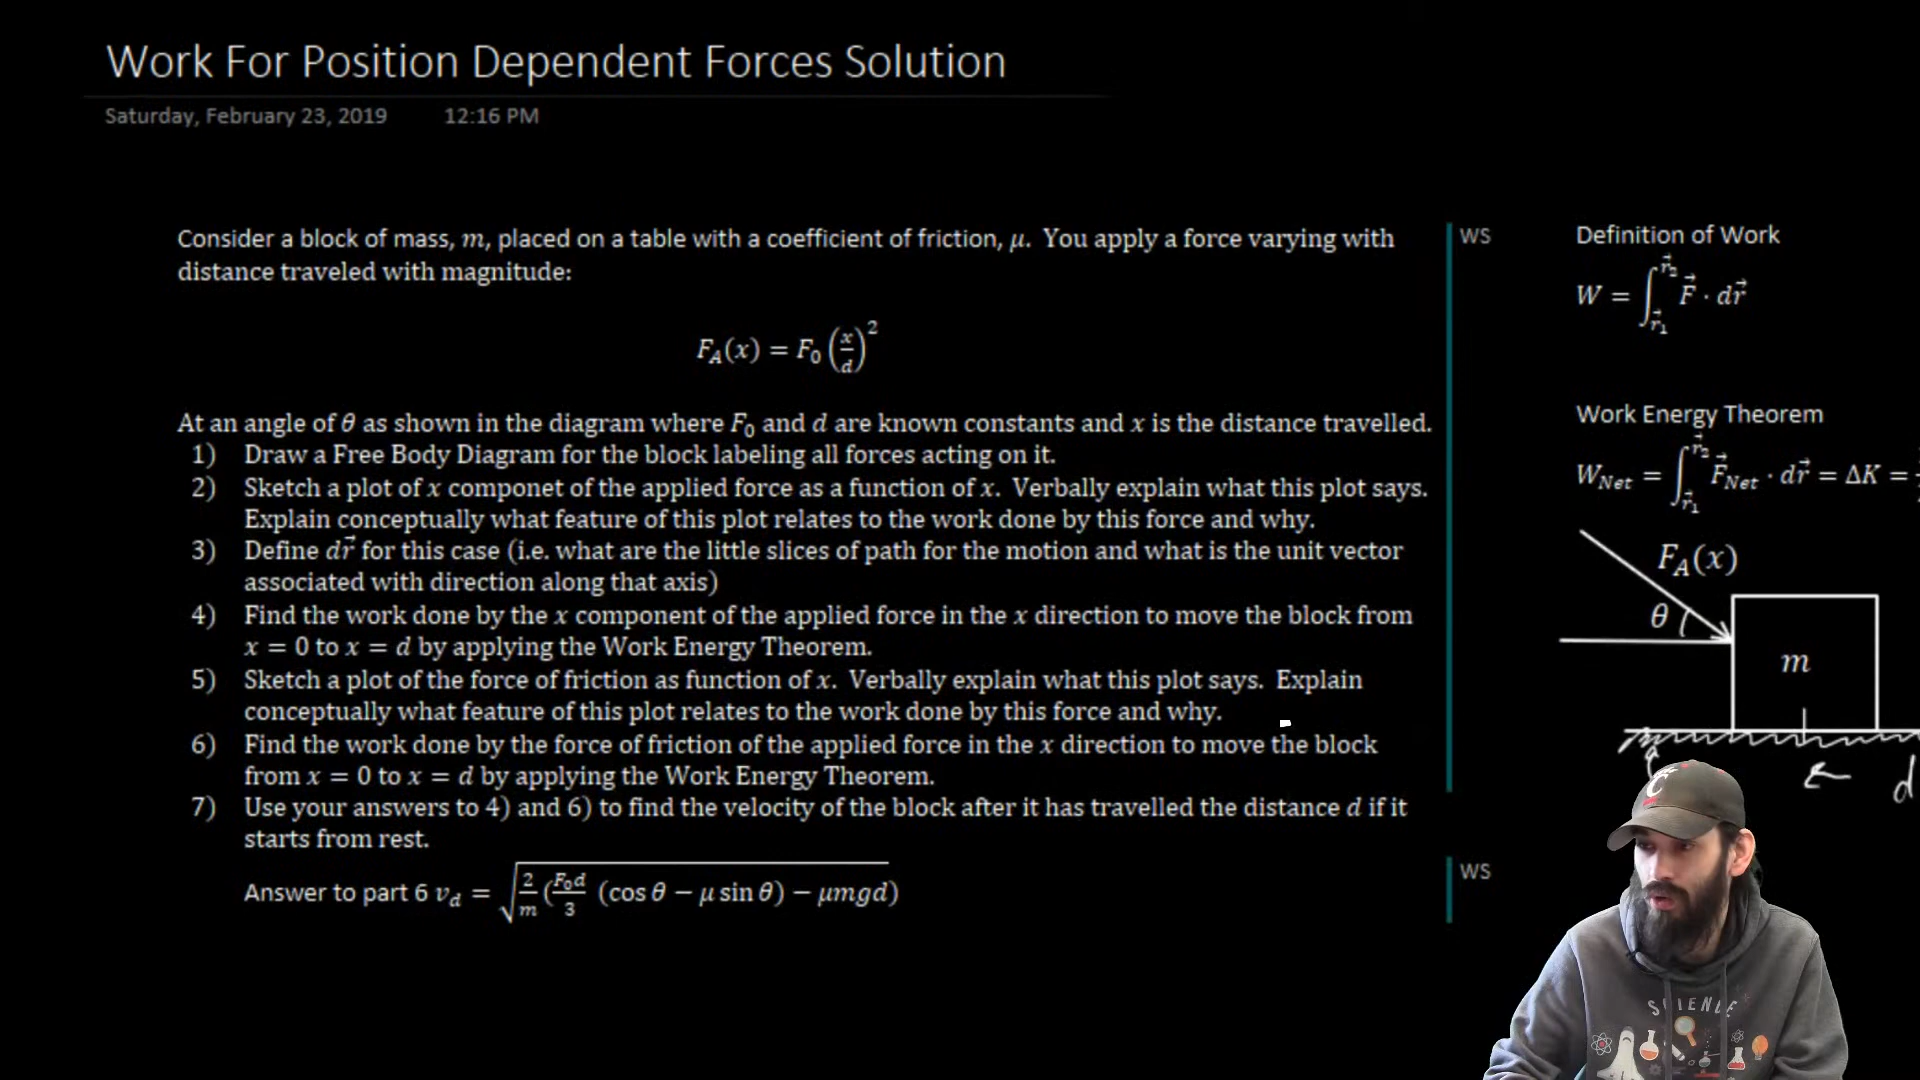 Work For Position Dependent Forces Solution
Saturday, February 23, 2019 12:16 PM
Consider a block of mass, m, placed on a table with a coefficient of friction, μ. You apply a force varying with
distance traveled with magnitude:
F_A(x) = F_0 (x/d)^2
At an angle of θ as shown in the diagram where F_0 and d are known constants and x is the distance travelled.
1) Draw a Free Body Diagram for the block labeling all forces acting on it.
2) Sketch a plot of x componet of the applied force as a function of x. Verbally explain what this plot says.
Explain conceptually what feature of this plot relates to the work done by this force and why.
3) Define dr⃗ for this case (i.e. what are the little slices of path for the motion and what is the unit vector
associated with direction along that axis)
4) Find the work done by the x component of the applied force in the x direction to move the block from
x = 0 to x = d by applying the Work Energy Theorem.
5) Sketch a plot of the force of friction as function of x. Verbally explain what this plot says. Explain
conceptually what feature of this plot relates to the work done by this force and why.
6) Find the work done by the force of friction of the applied force in the x direction to move the block
from x = 0 to x = d by applying the Work Energy Theorem.
7) Use your answers to 4) and 6) to find the velocity of the block after it has travelled the distance d if it
starts from rest.
Answer to part 6 v_d = √(2/m (F_0d/3 (cos θ − μ sin θ) − μmgd))
WS
WS
Definition of Work
W = ∫_{r⃗_1}^{r⃗_2} F⃗ · dr⃗
Work Energy Theorem
W_Net = ∫_{r⃗_1}^{r⃗_2} F⃗_Net · dr⃗ = ΔK =
F_A(x)
θ
m
d
C
SCIENCE